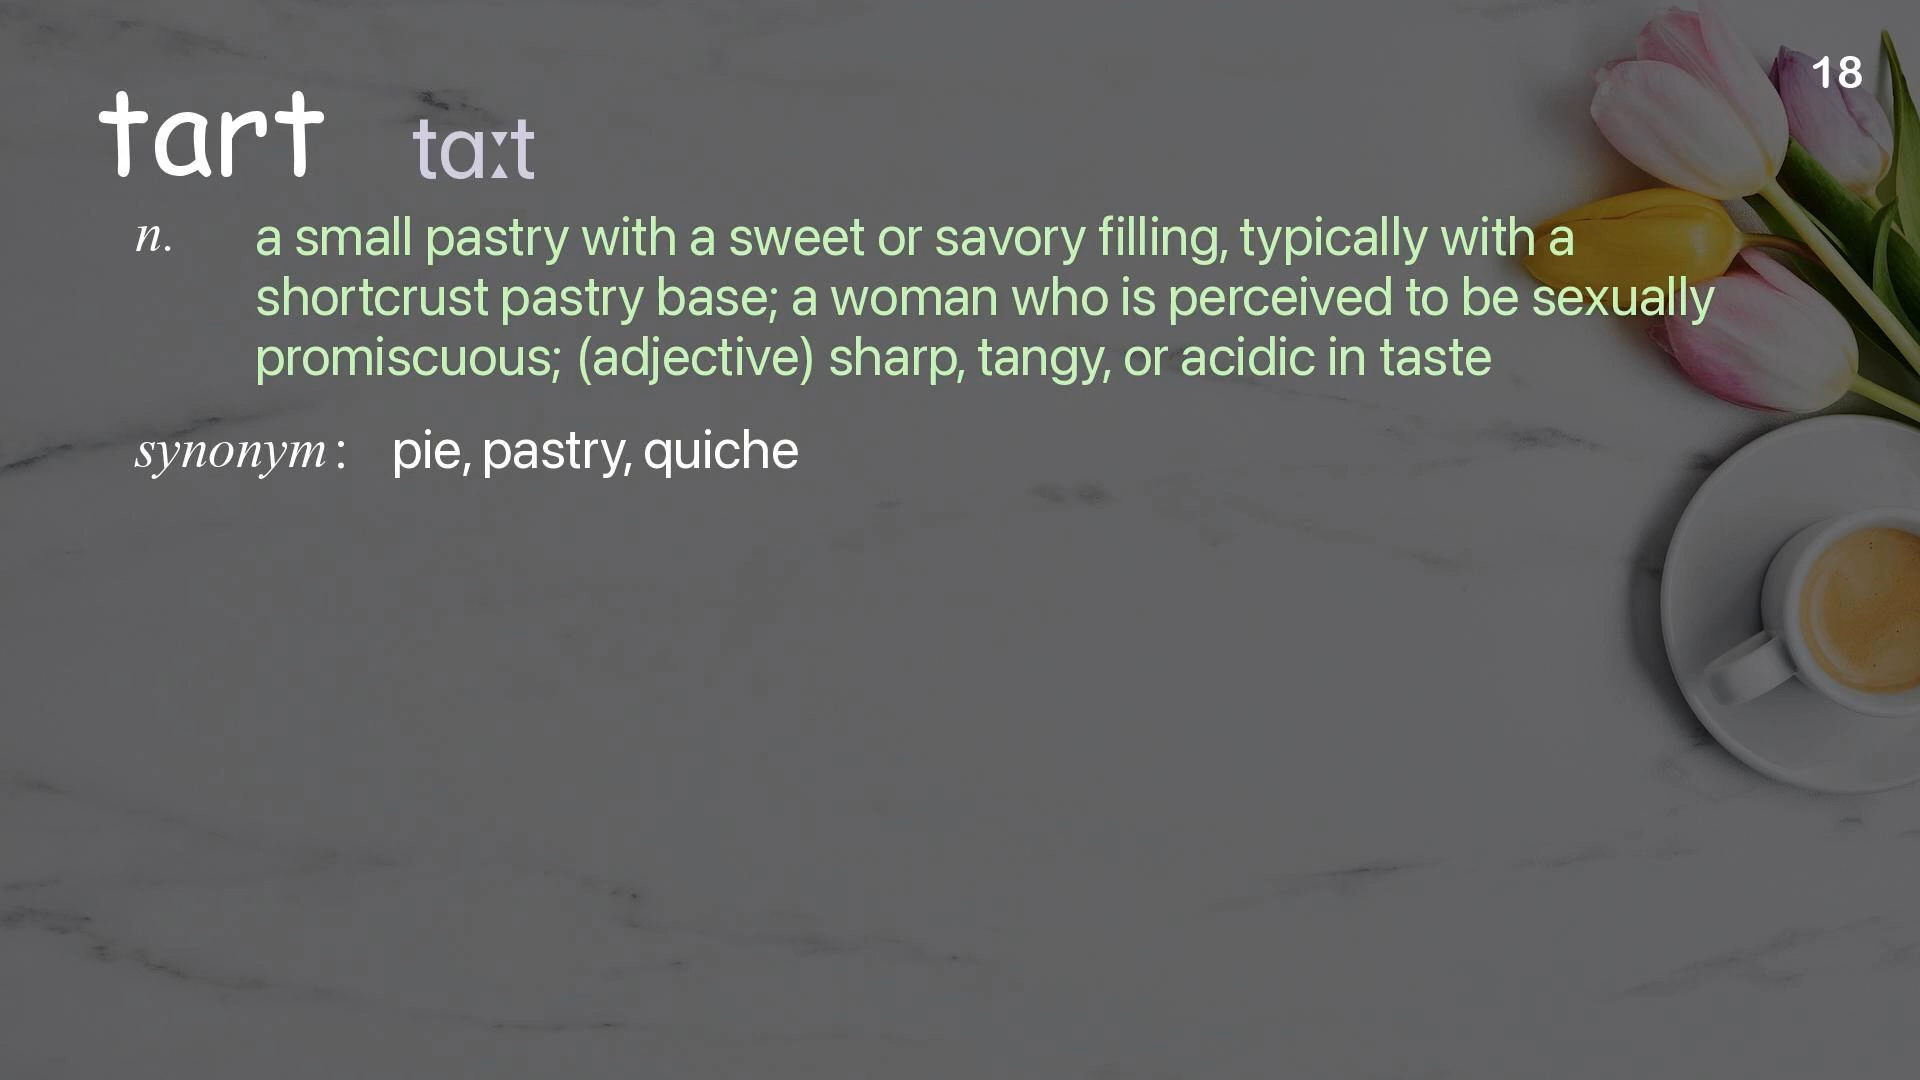 18
tart tɑːt
n. a small pastry with a sweet or savory filling, typically with a
shortcrust pastry base; a woman who is perceived to be sexually
promiscuous; (adjective) sharp, tangy, or acidic in taste
synonym : pie, pastry, quiche